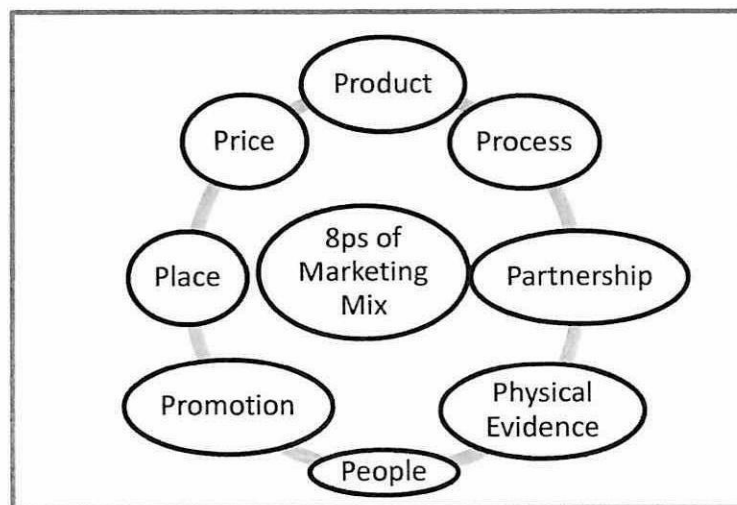 Product
Process
Partnership
Physical
Evidence
People
Promotion
Place
Price
8ps of
Marketing
Mix